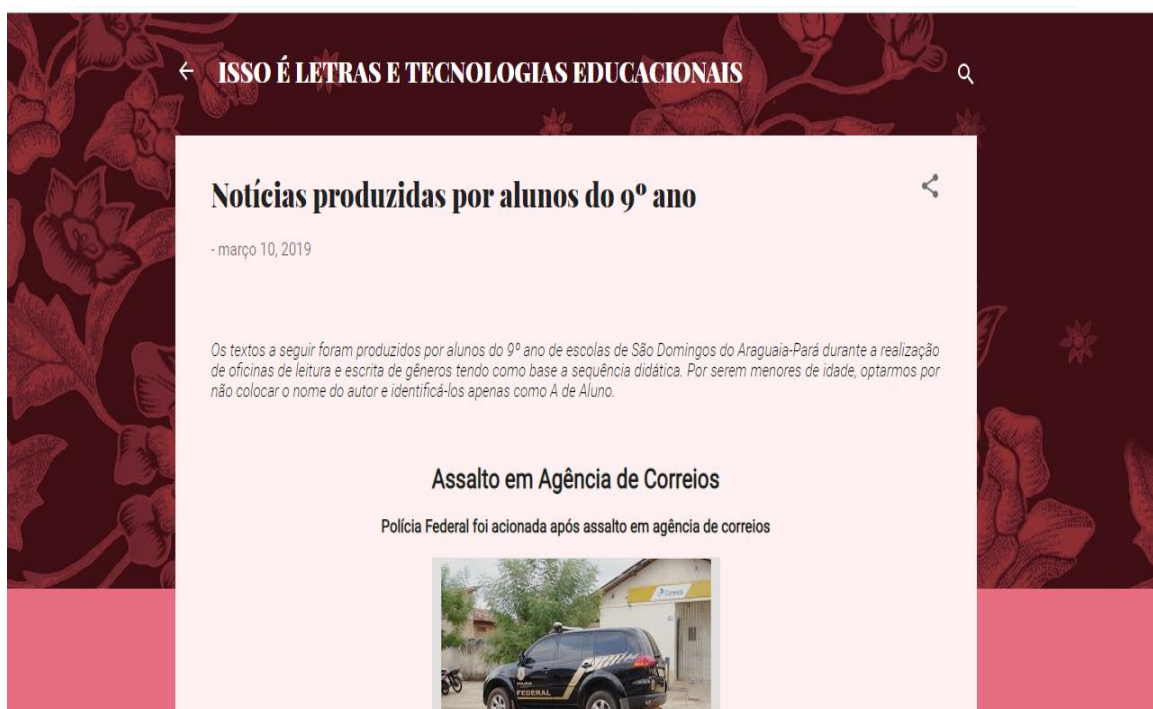 ISSO É LETRAS E TECNOLOGIAS EDUCACIONAIS
Notícias produzidas por alunos do 9º ano
- março 10, 2019
Os textos a seguir foram produzidos por alunos do 9º ano de escolas de São Domingos do Araguaia-Pará durante a realização
de oficinas de leitura e escrita de gêneros tendo como base a sequência didática. Por serem menores de idade, optarmos por
não colocar o nome do autor e identificá-los apenas como A de Aluno.
Assalto em Agência de Correios
Polícia Federal foi acionada após assalto em agência de correios
Correios
FEDERAL